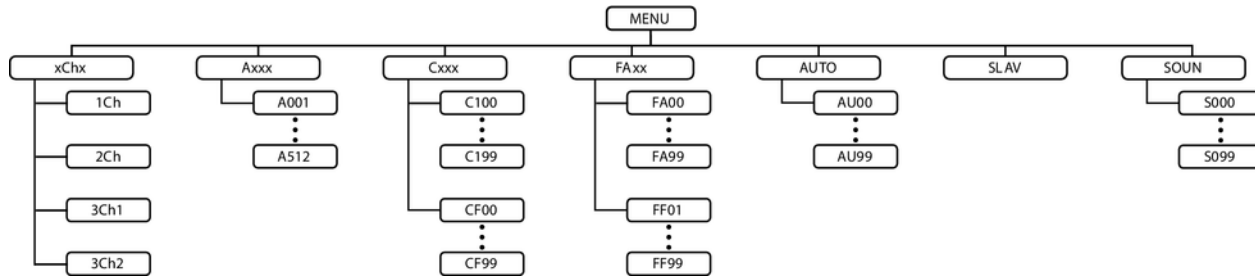 MENU
xChx
Axxx
Cxxx
FAxx
AUTO
SLAV
SOUN
1Ch
A001
C100
FA00
AU00
S000
2Ch
A512
C199
FA99
AU99
S099
3Ch1
CF00
FF01
3Ch2
CF99
FF99